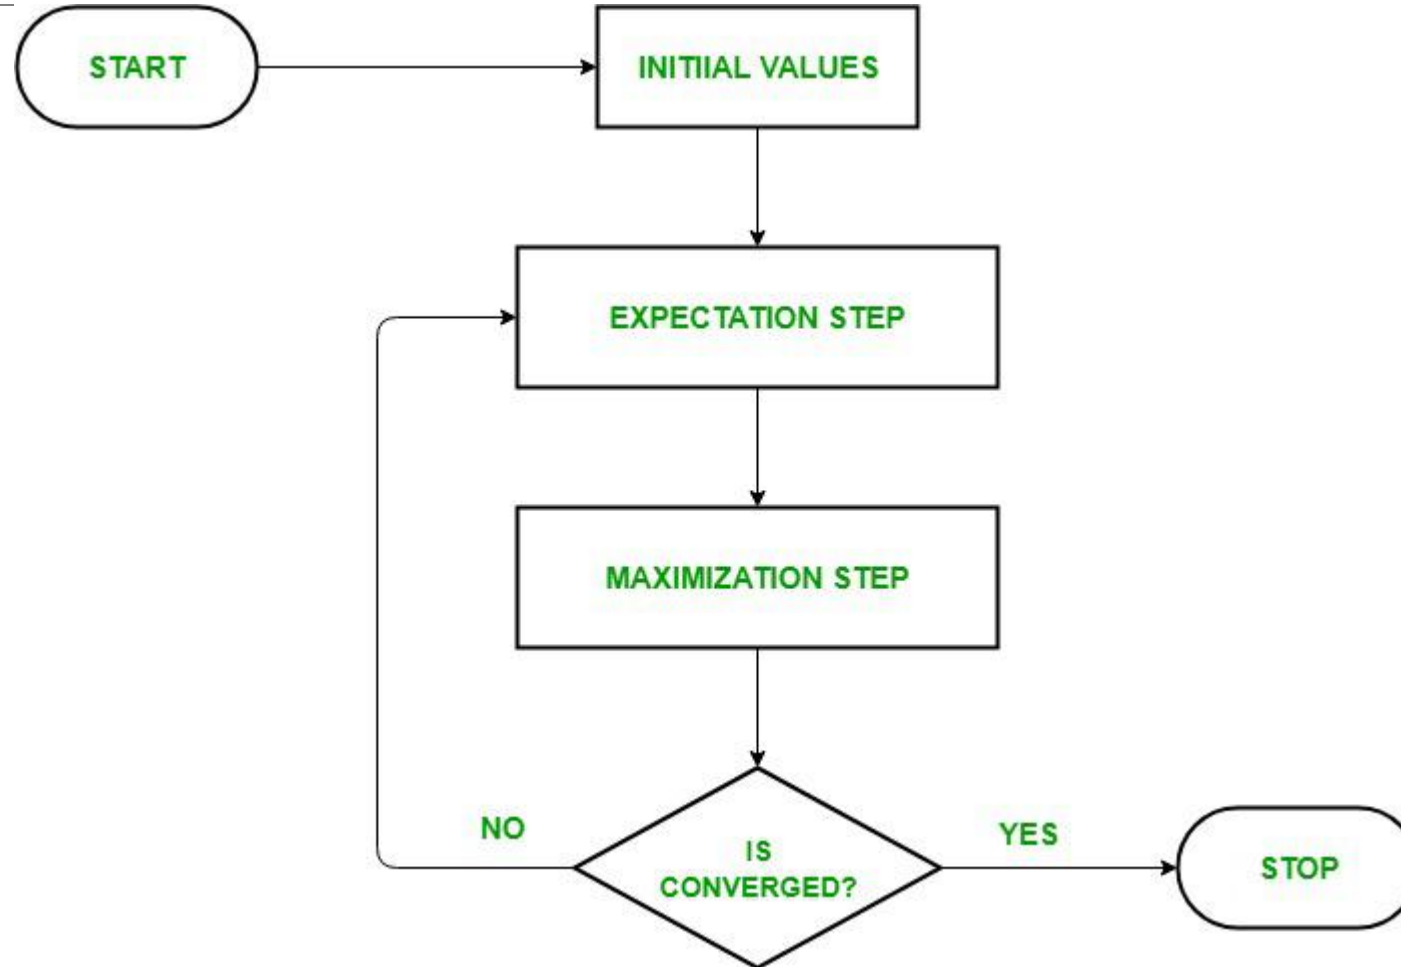 START
INITIIAL VALUES
EXPECTATION STEP
MAXIMIZATION STEP
NO
IS
CONVERGED?
YES
STOP